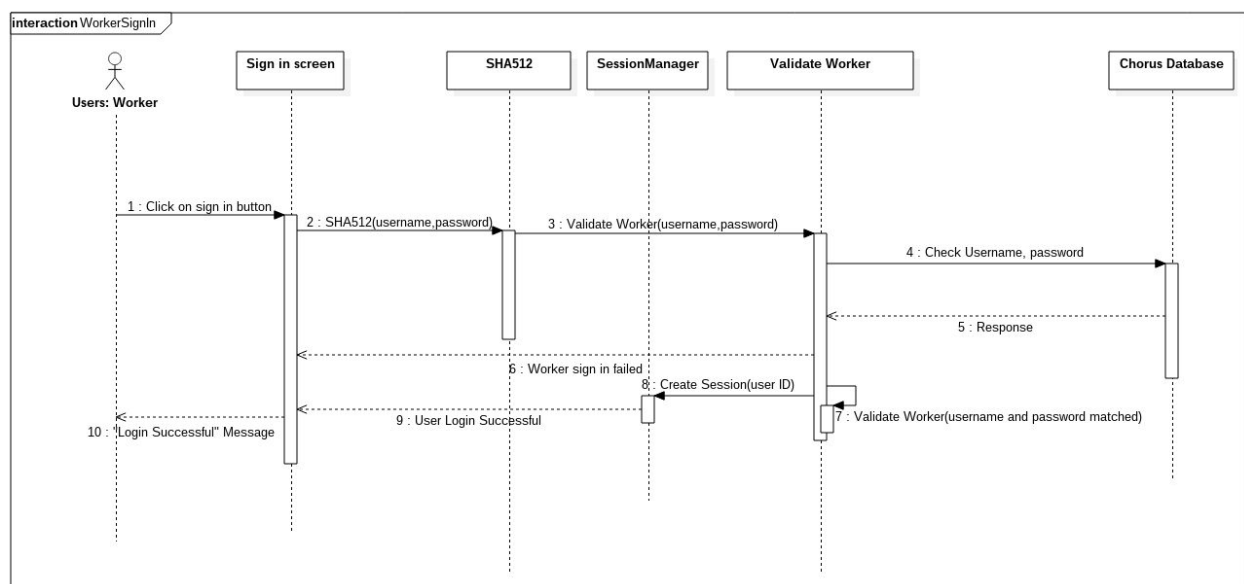 interaction WorkerSignIn
Users: Worker
Sign in screen
SHA512
SessionManager
Validate Worker
Chorus Database
1 : Click on sign in button
2 : SHA512(username,password)
3 : Validate Worker(username,password)
4 : Check Username, password
5 : Response
6 : Worker sign in failed
8 : Create Session(user ID)
7 : Validate Worker(username and password matched)
9 : User Login Successful
10 : "Login Successful" Message